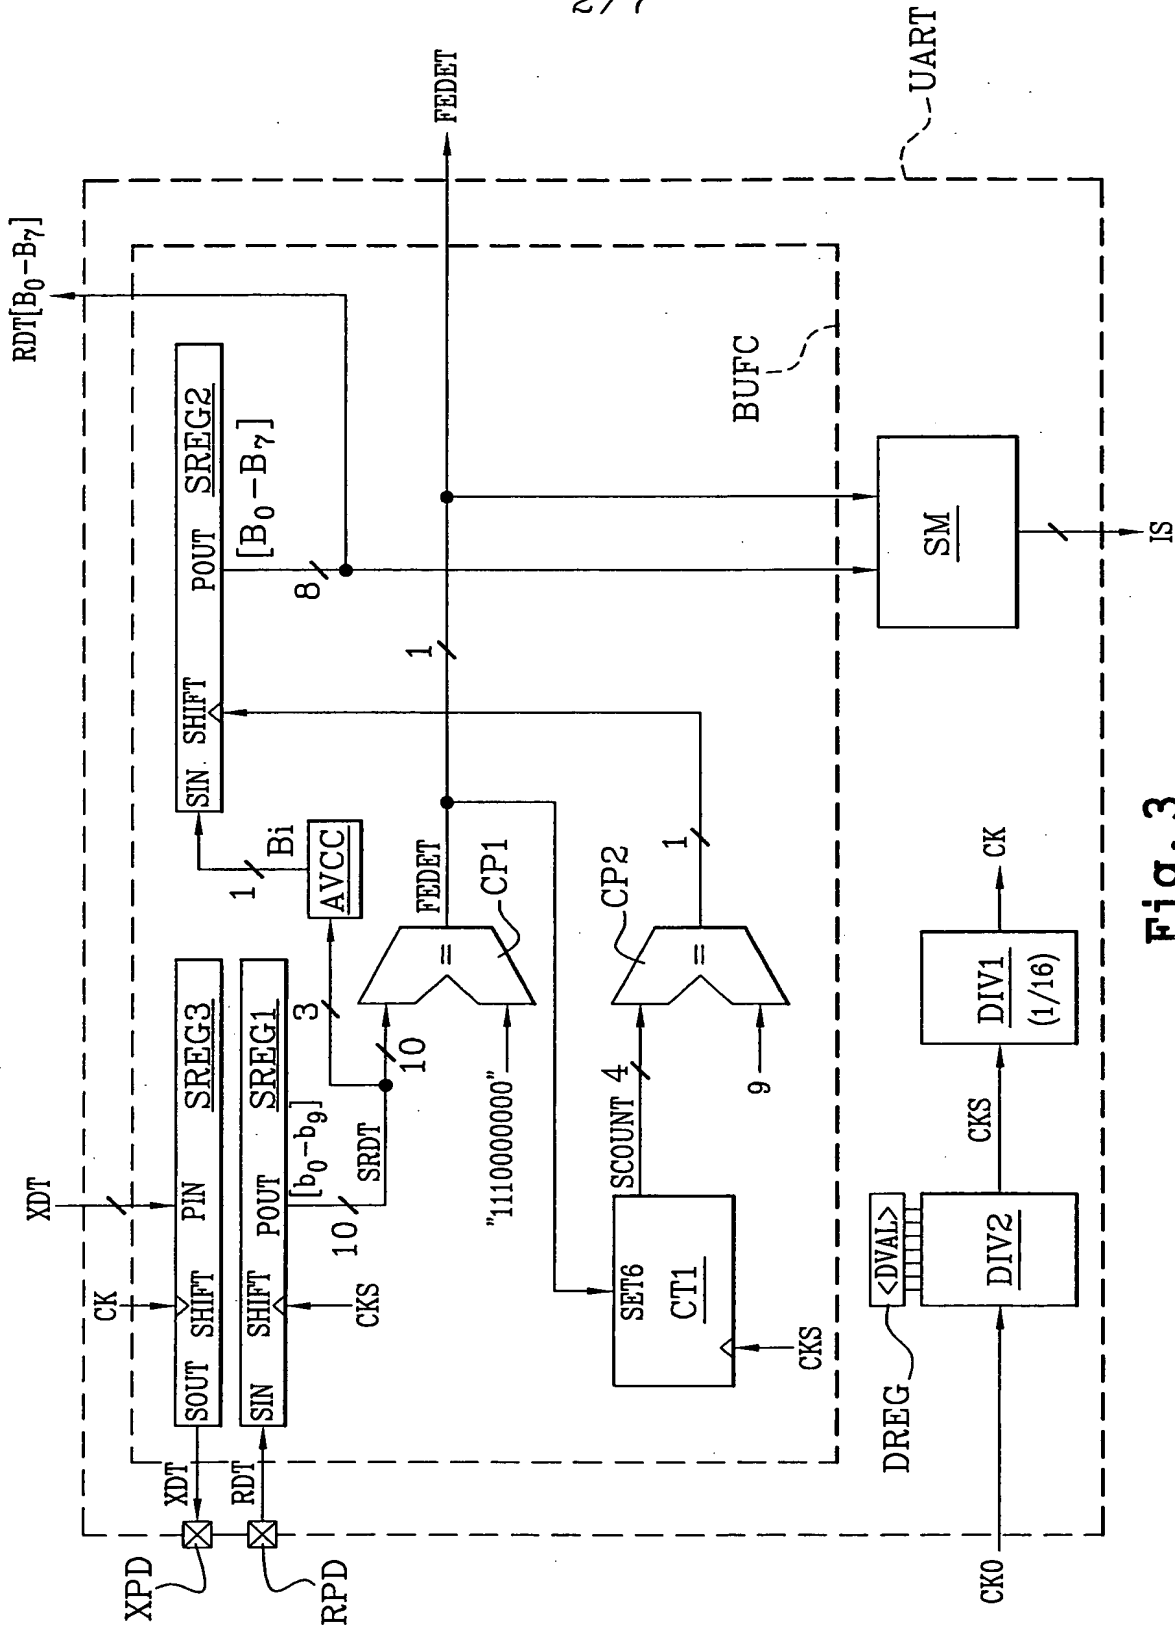 2/7
XDT
CK
SOUT SHIFT PIN SREG3
XDT
XPD
RDT
RPD
SIN SHIFT POUT SREG1
CKS
[b0-b9]
10
SRDT
3
10
AVCC
1 Bi
SIN SHIFT POUT SREG2
[B0-B7]
8
RDT[B0-B7]
"1110000000"
=
CP1
FEDET
1
FEDET
SET6
CT1
CKS
SCOUNT 4
9
=
CP2
1
BUFC
UART
SM
IS
DREG
<DVAL>
CK0
DIV2
CKS
DIV1
(1/16)
CK
Fig. 3